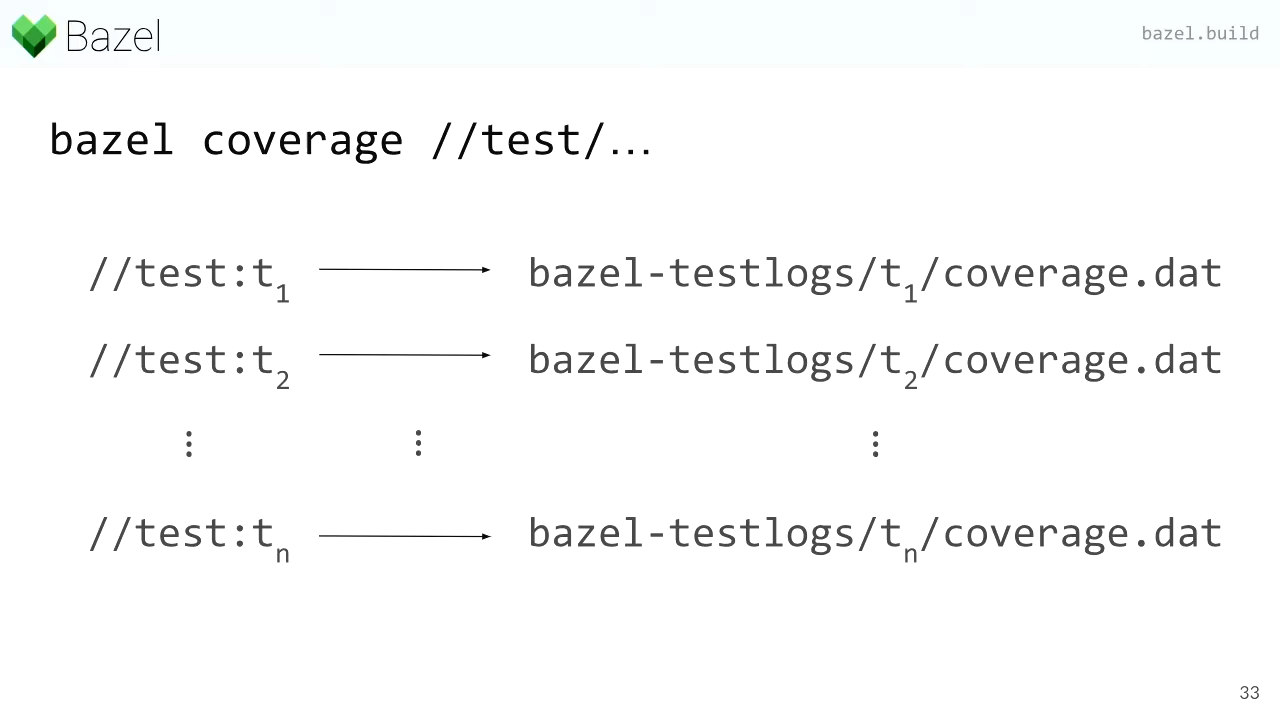 Bazel
bazel.build
bazel coverage //test/…
//test:t₁ bazel-testlogs/t₁/coverage.dat
//test:t₂ bazel-testlogs/t₂/coverage.dat
⋮ ⋮ ⋮
//test:tₙ bazel-testlogs/tₙ/coverage.dat
33